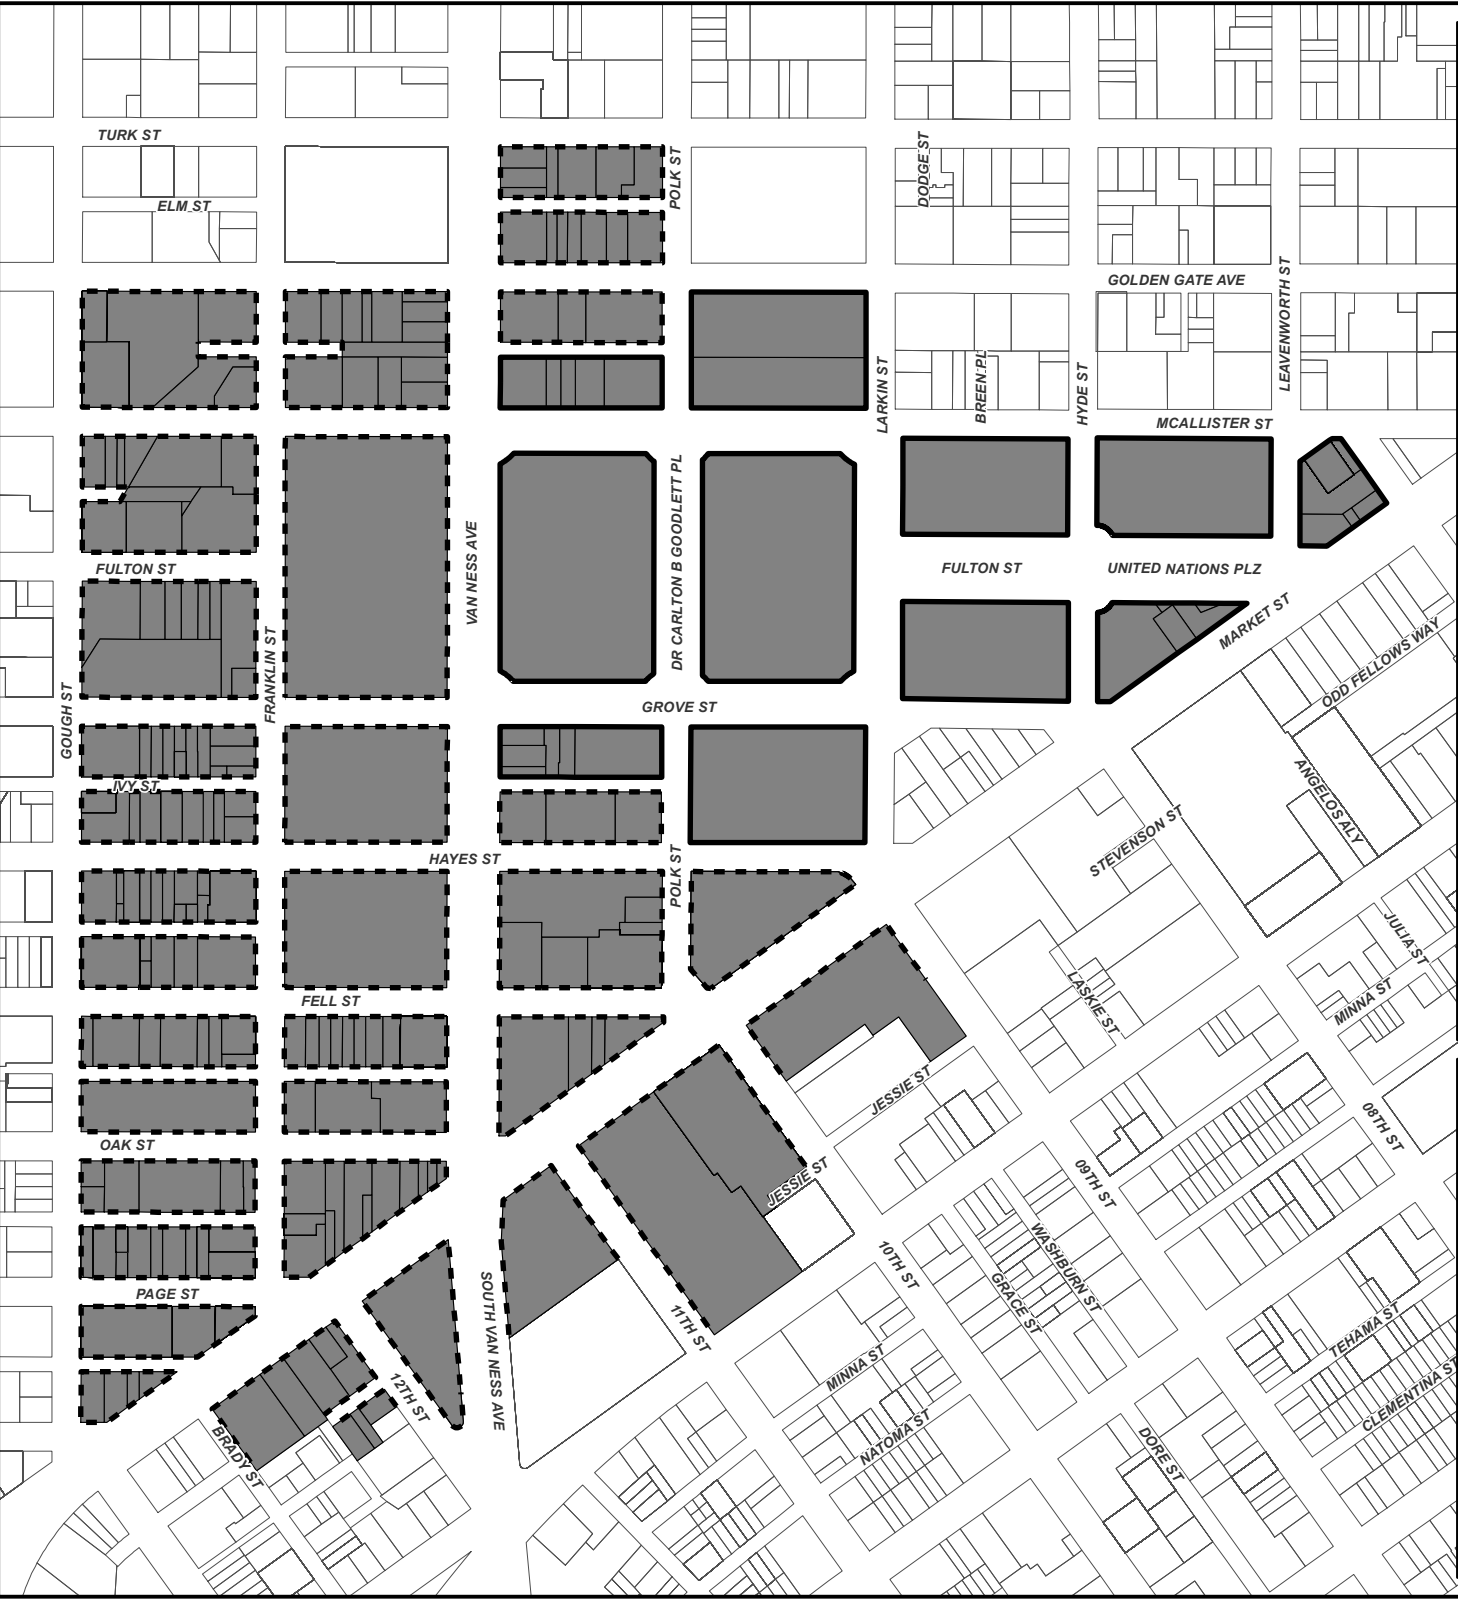 TURK ST
POLK ST
DODGE ST
ELM ST
GOLDEN GATE AVE
LEAVENWORTH ST
LARKIN ST
BREEN PL
HYDE ST
MCALLISTER ST
VAN NESS AVE
DR CARLTON B GOODLETT PL
FULTON ST
FULTON ST
UNITED NATIONS PLZ
MARKET ST
ODD FELLOWS WAY
FRANKLIN ST
GOUGH ST
GROVE ST
IVY ST
ANGELOS ALY
STEVENSON ST
HAYES ST
POLK ST
JULIA ST
LASKIE ST
MINNA ST
FELL ST
JESSIE ST
08TH ST
OAK ST
JESSIE ST
09TH ST
WASHBURN ST
10TH ST
GRACE ST
PAGE ST
SOUTH VAN NESS AVE
11TH ST
TEHAMA ST
MINNA ST
12TH ST
CLEMENTINA ST
NATOMA ST
BRADY ST
DORE ST